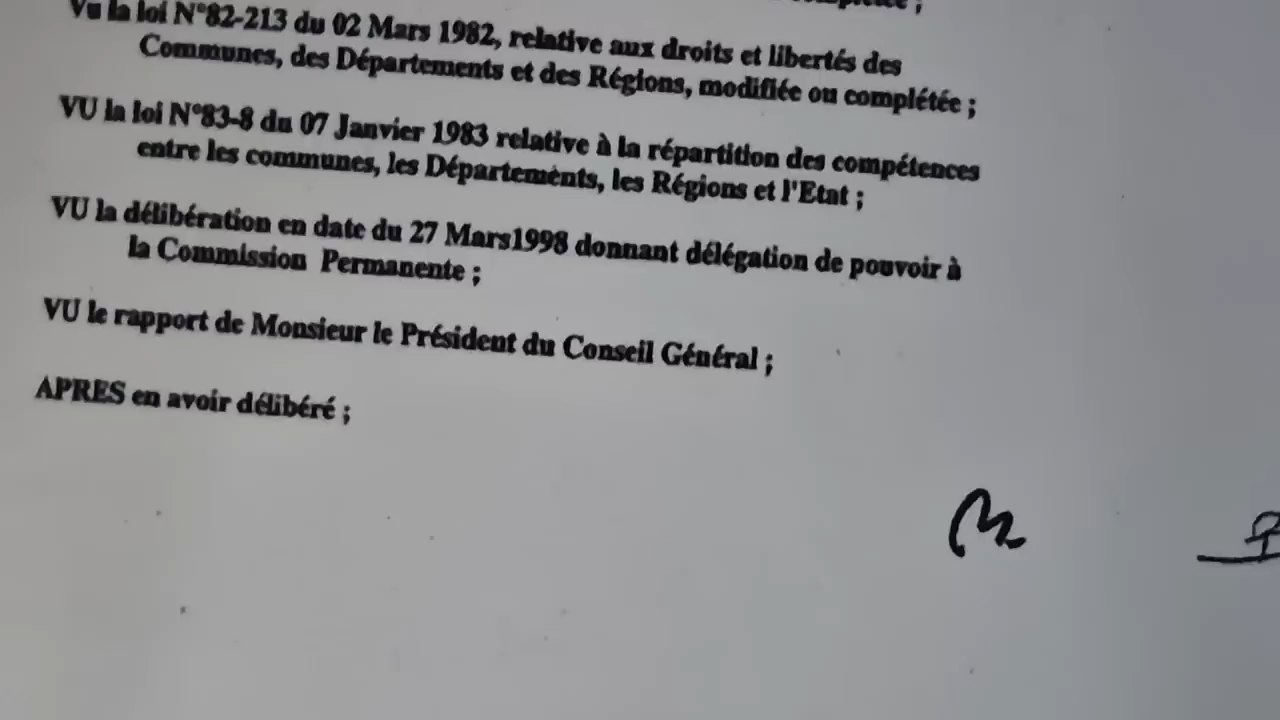 Vu la loi N°82-213 du 02 Mars 1982, relative aux droits et libertés des
Communes, des Départements et des Régions, modifiée ou complétée ;
VU la loi N°83-8 du 07 Janvier 1983 relative à la répartition des compétences
entre les communes, les Départements, les Régions et l'Etat ;
VU la délibération en date du 27 Mars1998 donnant délégation de pouvoir à
la Commission Permanente ;
VU le rapport de Monsieur le Président du Conseil Général ;
APRES en avoir délibéré ;